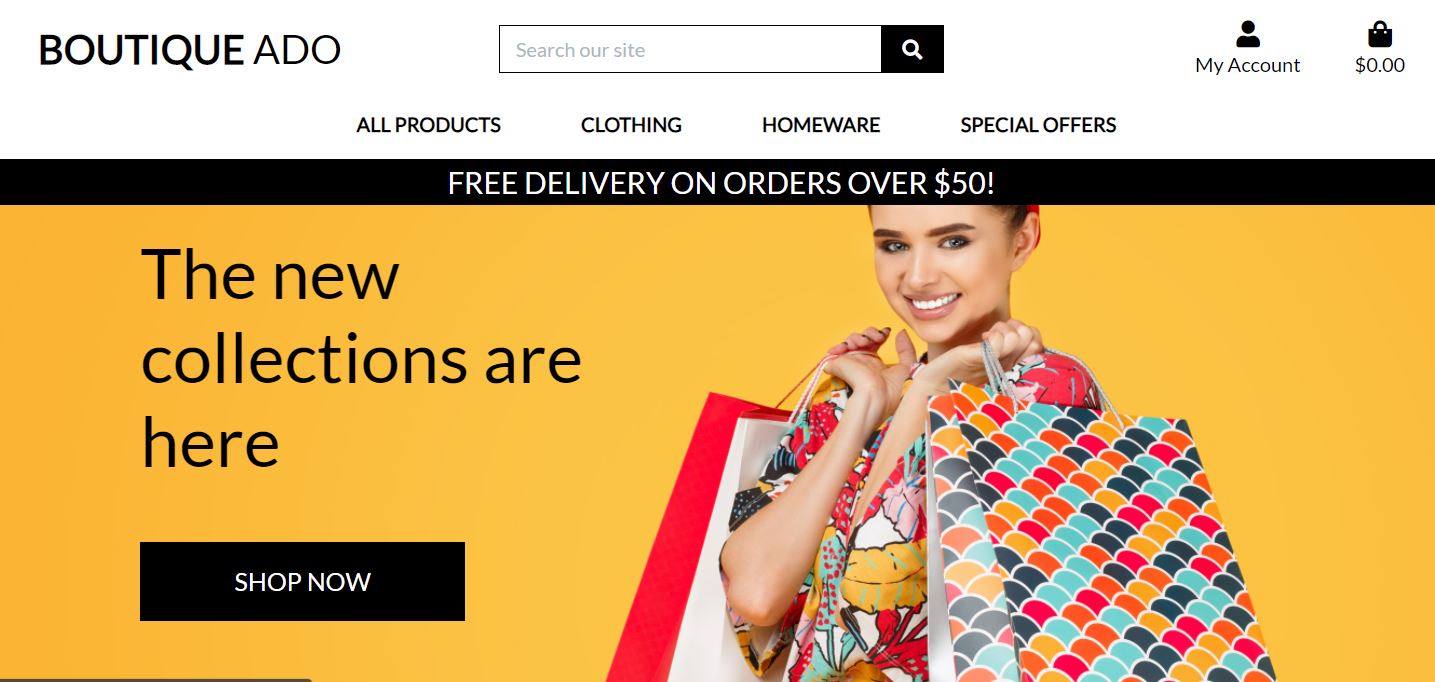 BOUTIQUE ADO
Search our site
My Account
$0.00
ALL PRODUCTS
CLOTHING
HOMEWARE
SPECIAL OFFERS
FREE DELIVERY ON ORDERS OVER $50!
The new
collections are
here
SHOP NOW